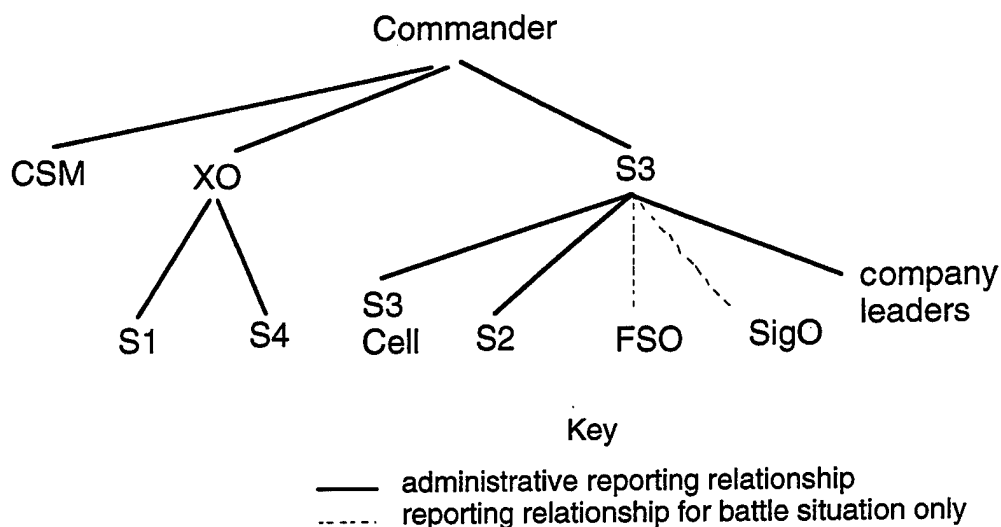 Commander
CSM
XO
S3
S1
S4
S3
Cell
S2
FSO
SigO
company
leaders
Key
administrative reporting relationship
reporting relationship for battle situation only